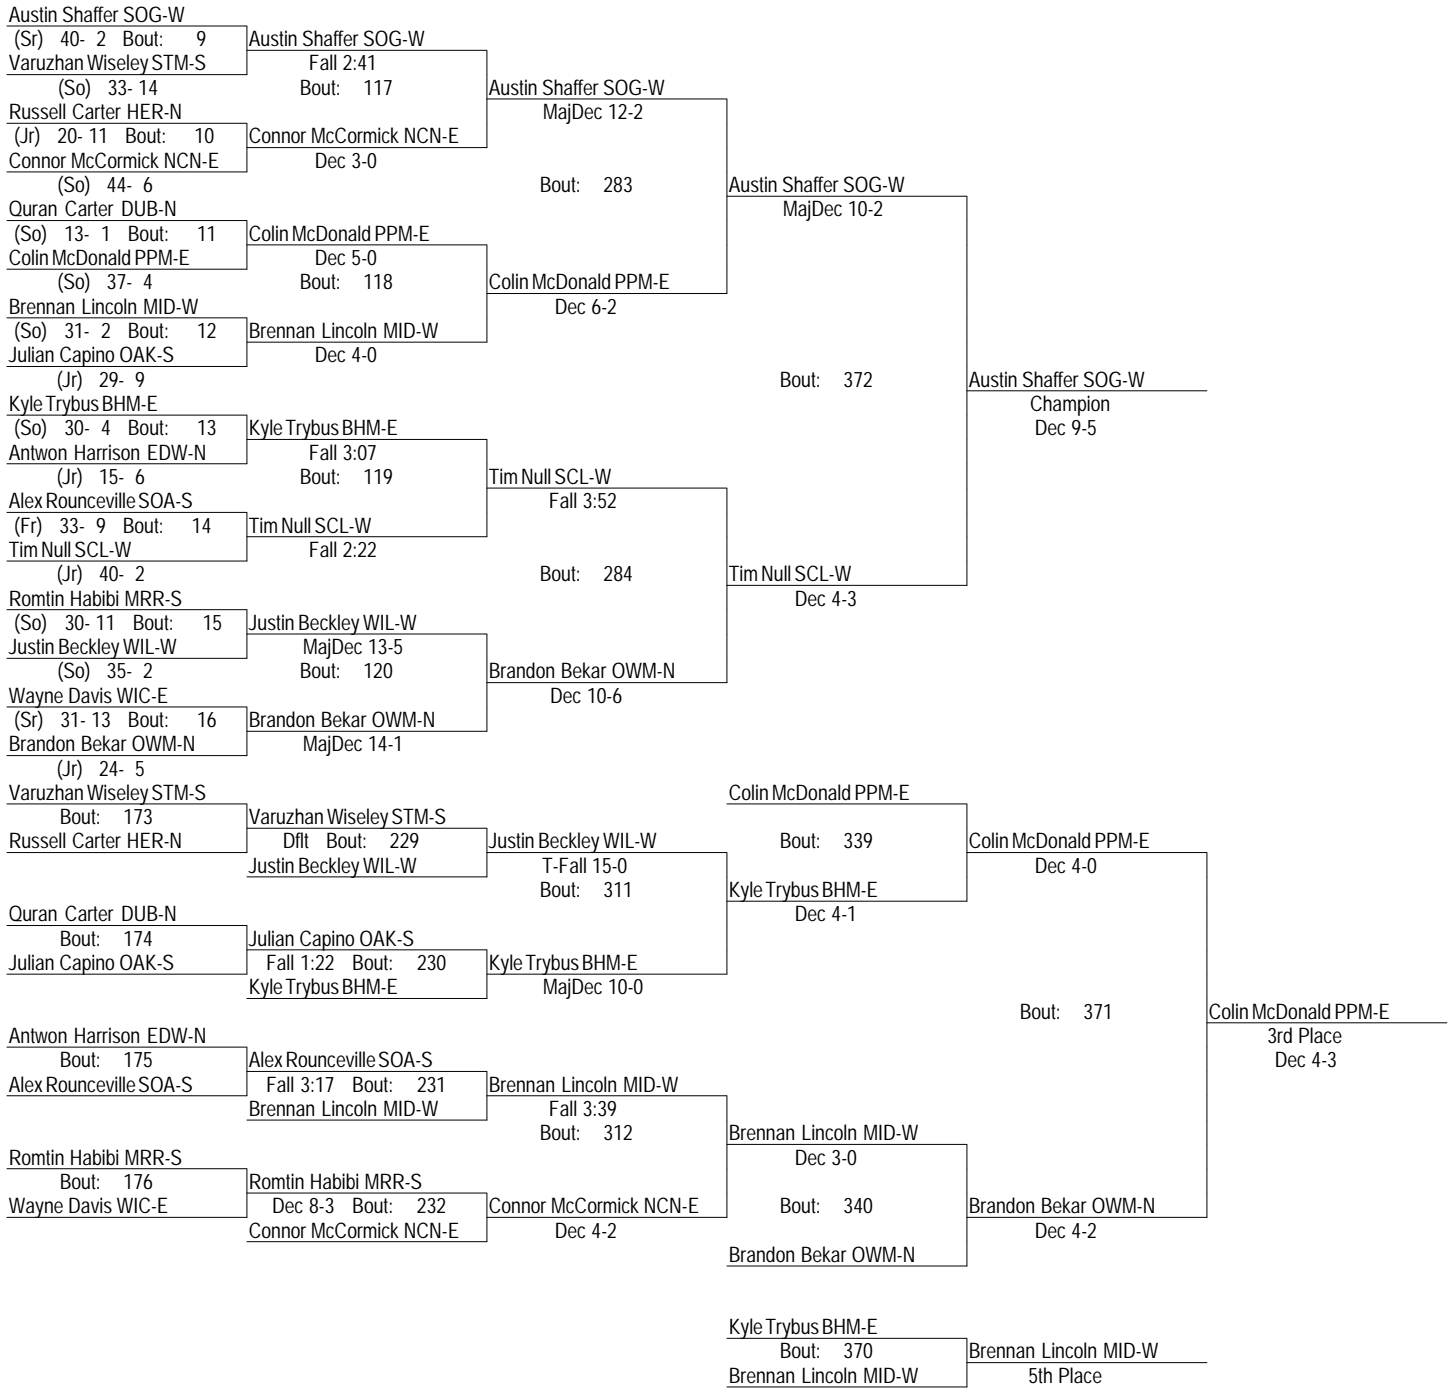 Austin Shaffer SOG-W
(Sr) 40- 2 Bout: 9 Austin Shaffer SOG-W
Varuzhan Wiseley STM-S Fall 2:41
(So) 33- 14 Bout: 117 Austin Shaffer SOG-W
Russell Carter HER-N MajDec 12-2
(Jr) 20- 11 Bout: 10 Connor McCormick NCN-E
Connor McCormick NCN-E Dec 3-0
(So) 44- 6 Bout: 283 Austin Shaffer SOG-W
Quran Carter DUB-N MajDec 10-2
(So) 13- 1 Bout: 11 Colin McDonald PPM-E
Colin McDonald PPM-E Dec 5-0
(So) 37- 4 Bout: 118 Colin McDonald PPM-E
Brennan Lincoln MID-W Dec 6-2
(So) 31- 2 Bout: 12 Brennan Lincoln MID-W
Julian Capino OAK-S Dec 4-0
(Jr) 29- 9 Bout: 372 Austin Shaffer SOG-W
Kyle Trybus BHM-E Champion
(So) 30- 4 Bout: 13 Kyle Trybus BHM-E Dec 9-5
Antwon Harrison EDW-N Fall 3:07
(Jr) 15- 6 Bout: 119 Tim Null SCL-W
Alex Rounceville SOA-S Fall 3:52
(Fr) 33- 9 Bout: 14 Tim Null SCL-W
Tim Null SCL-W Fall 2:22
(Jr) 40- 2 Bout: 284 Tim Null SCL-W
Romtin Habibi MRR-S Dec 4-3
(So) 30- 11 Bout: 15 Justin Beckley WIL-W
Justin Beckley WIL-W MajDec 13-5
(So) 35- 2 Bout: 120 Brandon Bekar OWM-N
Wayne Davis WIC-E Dec 10-6
(Sr) 31- 13 Bout: 16 Brandon Bekar OWM-N
Brandon Bekar OWM-N MajDec 14-1
(Jr) 24- 5
Varuzhan Wiseley STM-S Colin McDonald PPM-E
Bout: 173 Varuzhan Wiseley STM-S
Russell Carter HER-N Dflt Bout: 229 Justin Beckley WIL-W Bout: 339 Colin McDonald PPM-E
Justin Beckley WIL-W T-Fall 15-0 Dec 4-0
Bout: 311 Kyle Trybus BHM-E
Quran Carter DUB-N Dec 4-1
Bout: 174 Julian Capino OAK-S
Julian Capino OAK-S Fall 1:22 Bout: 230 Kyle Trybus BHM-E
Kyle Trybus BHM-E MajDec 10-0
Bout: 371 Colin McDonald PPM-E
Antwon Harrison EDW-N 3rd Place
Bout: 175 Alex Rounceville SOA-S Dec 4-3
Alex Rounceville SOA-S Fall 3:17 Bout: 231 Brennan Lincoln MID-W
Brennan Lincoln MID-W Fall 3:39
Bout: 312 Brennan Lincoln MID-W
Romtin Habibi MRR-S Dec 3-0
Bout: 176 Romtin Habibi MRR-S
Wayne Davis WIC-E Dec 8-3 Bout: 232 Connor McCormick NCN-E Bout: 340 Brandon Bekar OWM-N
Connor McCormick NCN-E Dec 4-2 Dec 4-2
Brandon Bekar OWM-N
Kyle Trybus BHM-E
Bout: 370 Brennan Lincoln MID-W
Brennan Lincoln MID-W 5th Place